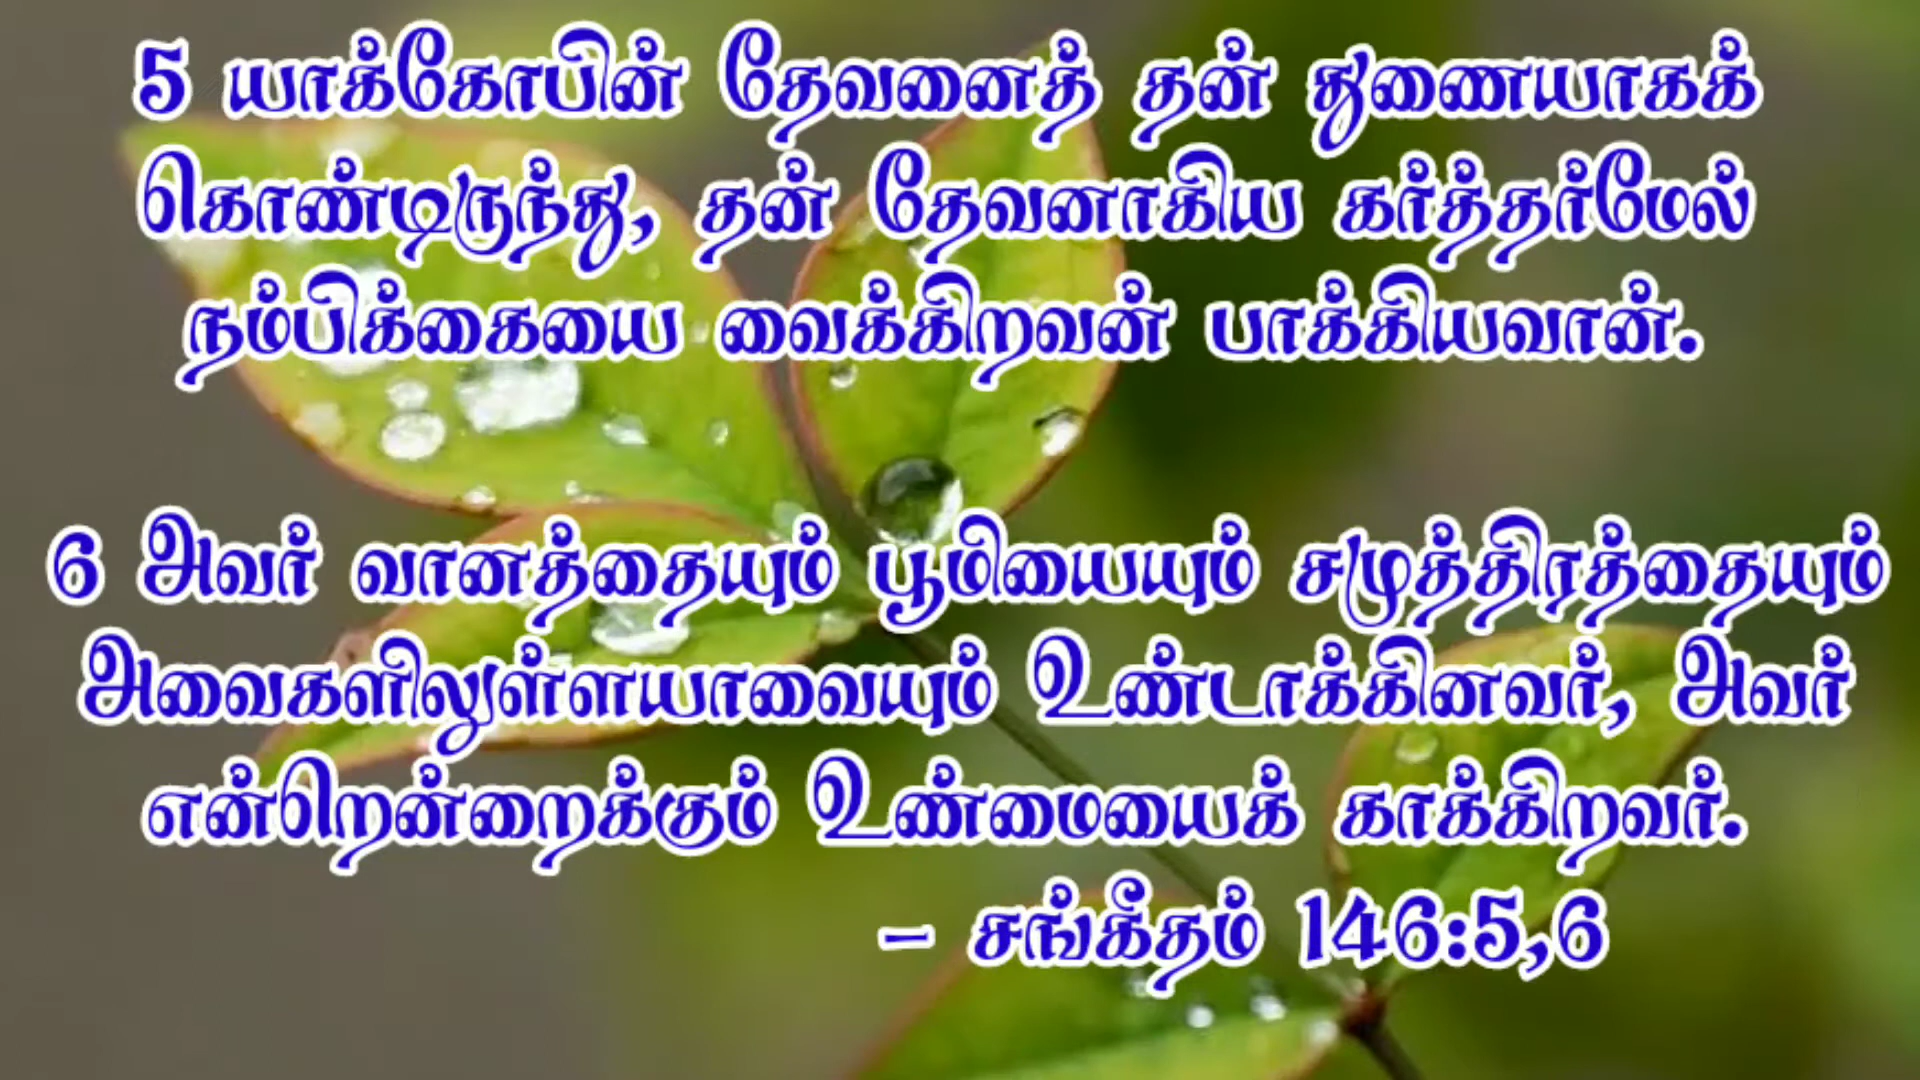 5 யாக்கோபின் தேவனைத் தன் துணையாகக்
கொண்டிருந்து, தன் தேவனாகிய கர்த்தர்மேல்
நம்பிக்கையை வைக்கிறவன் பாக்கியவான்.
6 அவர் வானத்தையும் பூமியையும் சமுத்திரத்தையும்
அவைகளிலுள்ளயாவையும் உண்டாக்கினவர், அவர்
என்றென்றைக்கும் உண்மையைக் காக்கிறவர்.
- சங்கீதம் 146:5,6